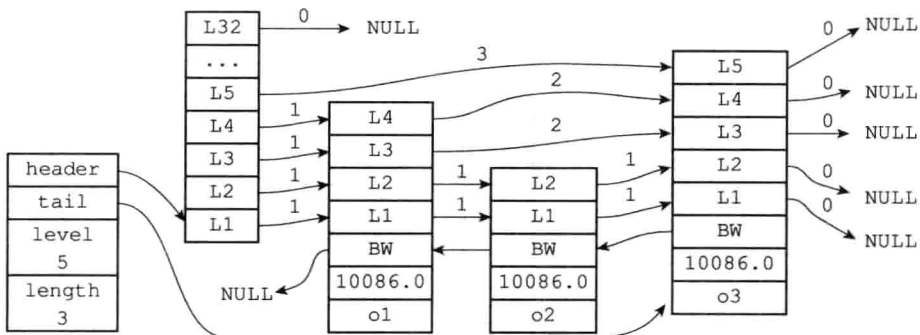 L32
0
NULL
...
L5
3
L4
1
L3
1
L2
1
L1
1
header
tail
level
5
length
3
L4
2
L3
2
L2
1
L1
1
BW
10086.0
o1
NULL
L2
1
L1
1
BW
10086.0
o2
L5
0
NULL
L4
0
NULL
L3
0
NULL
L2
0
NULL
L1
0
NULL
BW
10086.0
o3